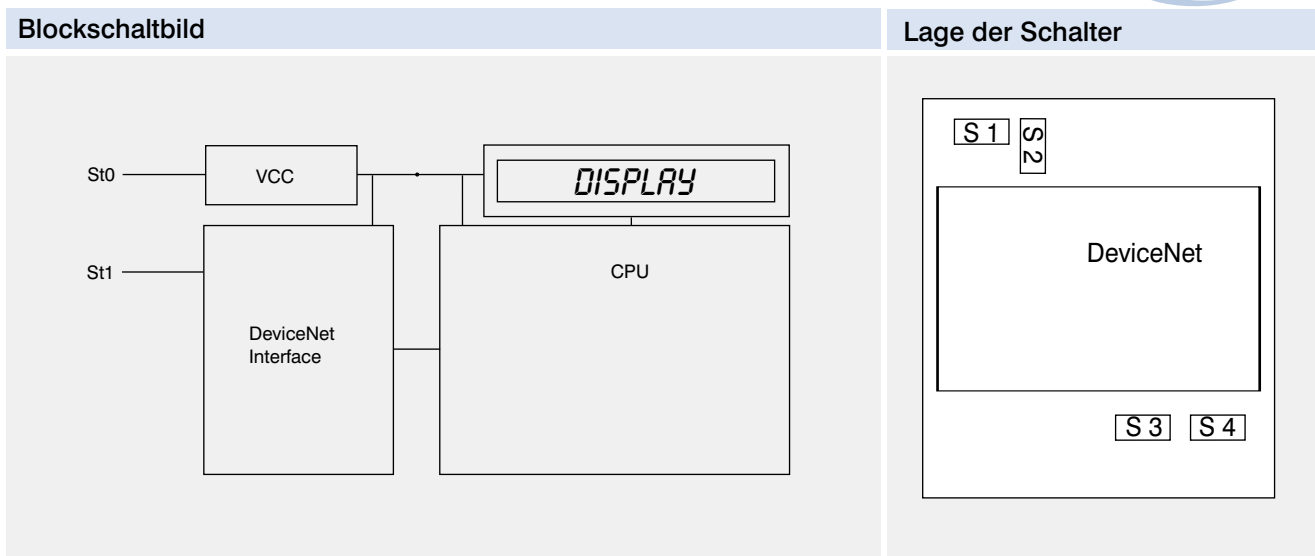 Blockschaltbild
St0
VCC
DISPLAY
St1
CPU
DeviceNet
Interface
Lage der Schalter
S 1
S 2
DeviceNet
S 3
S 4